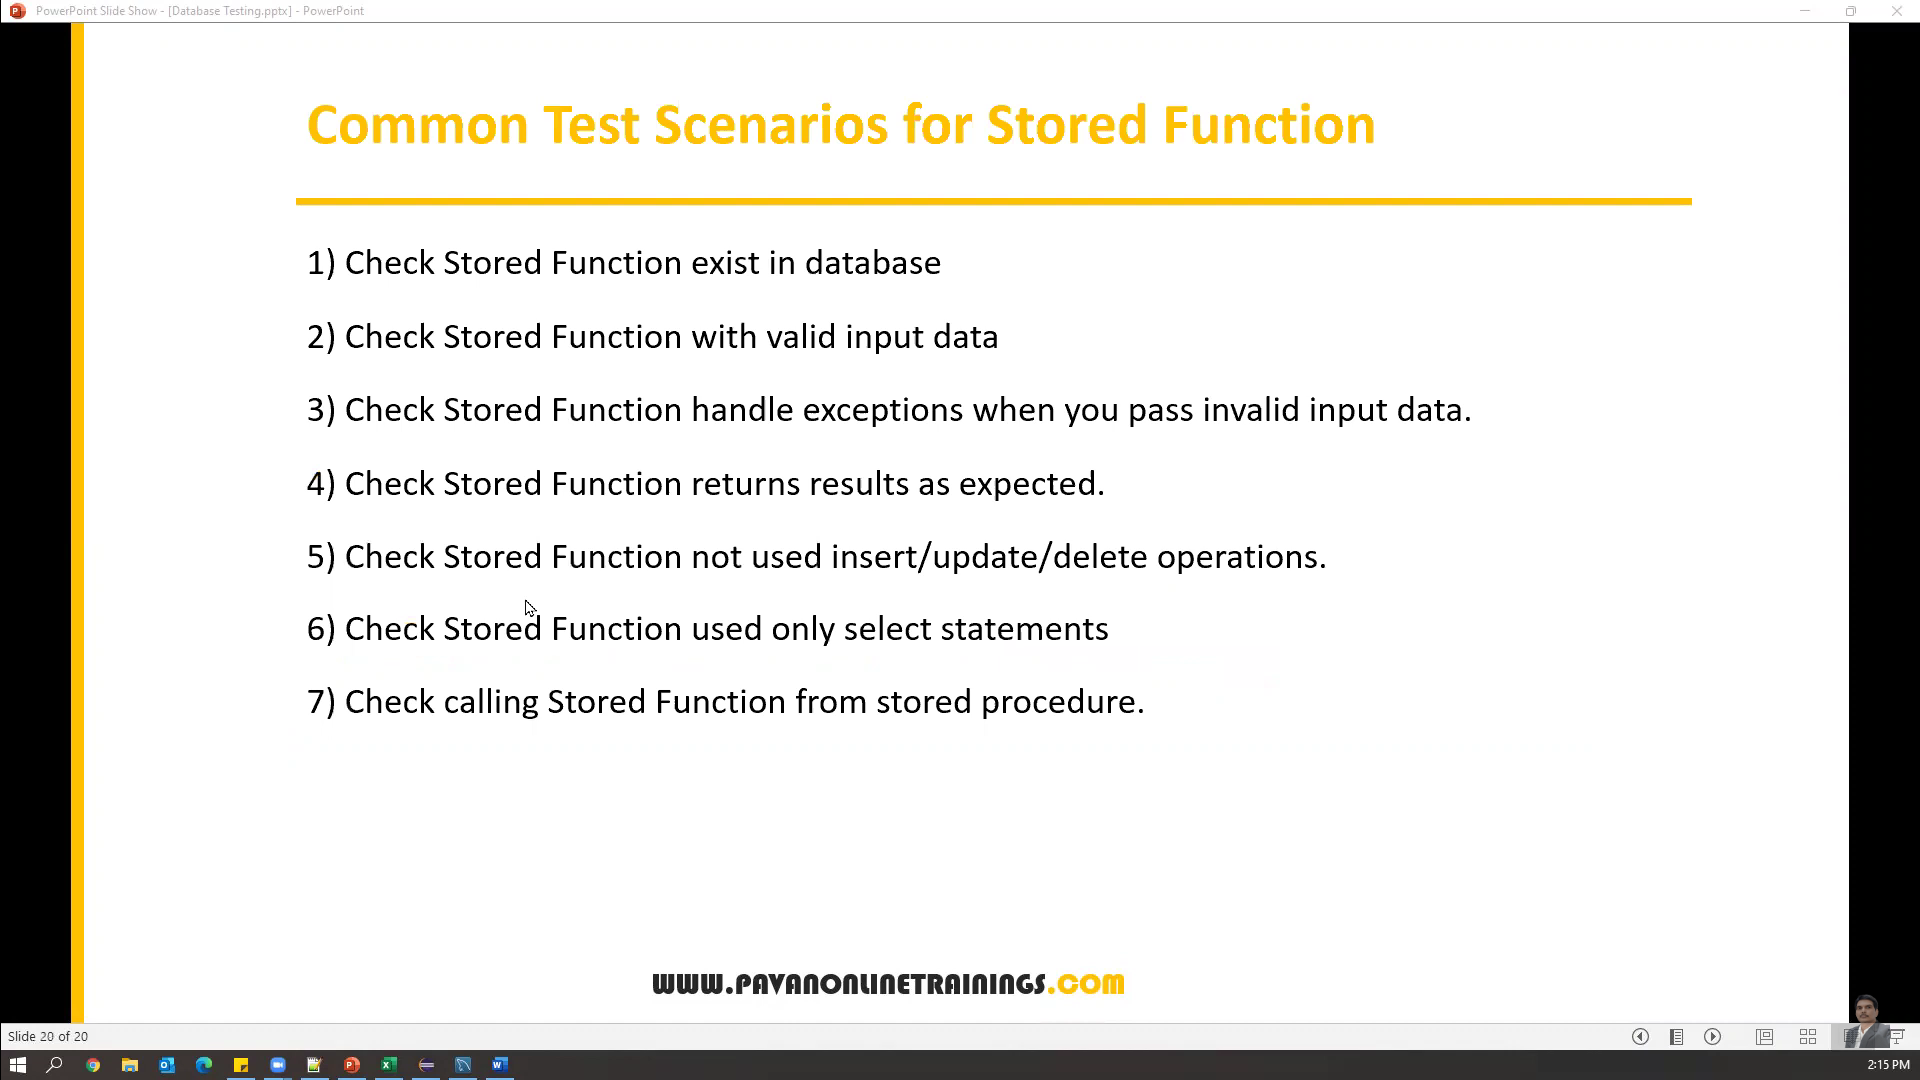 PowerPoint Slide Show - [Database Testing.pptx] - PowerPoint
Common Test Scenarios for Stored Function
1) Check Stored Function exist in database
2) Check Stored Function with valid input data
3) Check Stored Function handle exceptions when you pass invalid input data.
4) Check Stored Function returns results as expected.
5) Check Stored Function not used insert/update/delete operations.
6) Check Stored Function used only select statements
7) Check calling Stored Function from stored procedure.
WWW.PAVANONLINETRAININGS.COM
Slide 20 of 20
2:15 PM